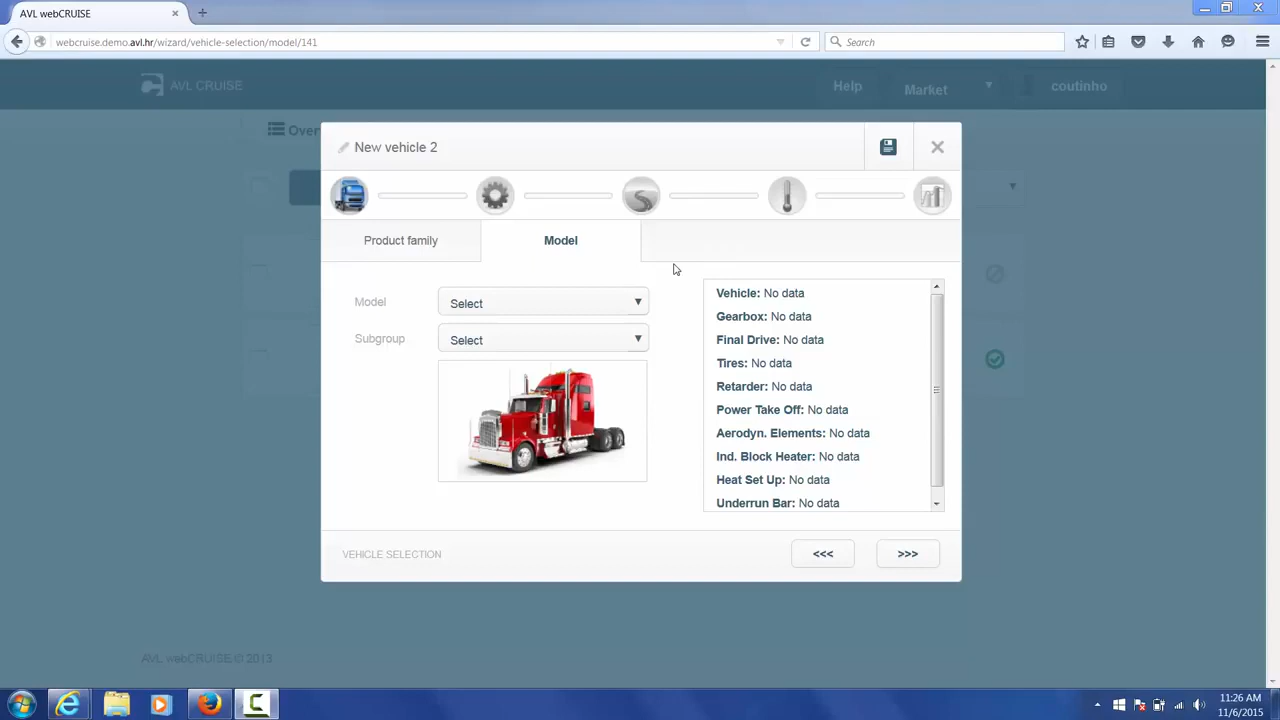 AVL webCRUISE
webcruise.demo.avl.hr/wizard/vehicle-selection/model/141
Search
AVL CRUISE
Help
Market
coutinho
Over
New vehicle 2
Product family
Model
Model
Select
Subgroup
Select
Vehicle: No data
Gearbox: No data
Final Drive: No data
Tires: No data
Retarder: No data
Power Take Off: No data
Aerodyn. Elements: No data
Ind. Block Heater: No data
Heat Set Up: No data
Underrun Bar: No data
VEHICLE SELECTION
<<<
>>>
AVL webCRUISE © 2013
11:26 AM
11/6/2015